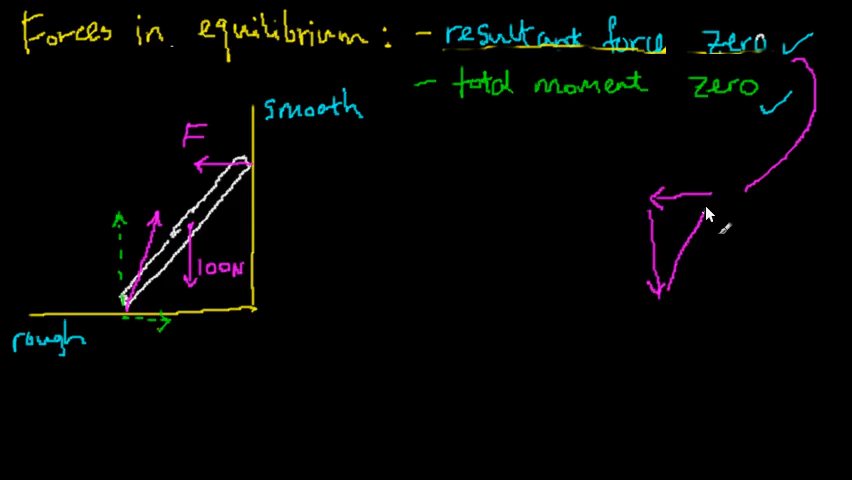 Forces in equilibrium: - resultant force zero
- total moment zero
smooth
F
100N
rough